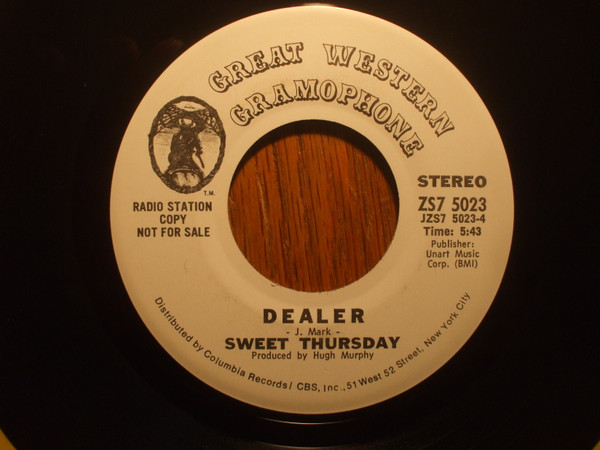 GREAT WESTERN
GRAMOPHONE
T.M.
RADIO STATION
COPY
NOT FOR SALE
STEREO
ZS7 5023
JZS7 5023-4
Time: 5:43
Publisher:
Unart Music
Corp. (BMI)
DEALER
- J. Mark -
SWEET THURSDAY
Produced by Hugh Murphy
Distributed by Columbia Records/ CBS, Inc., 51 West 52 Street, New York City